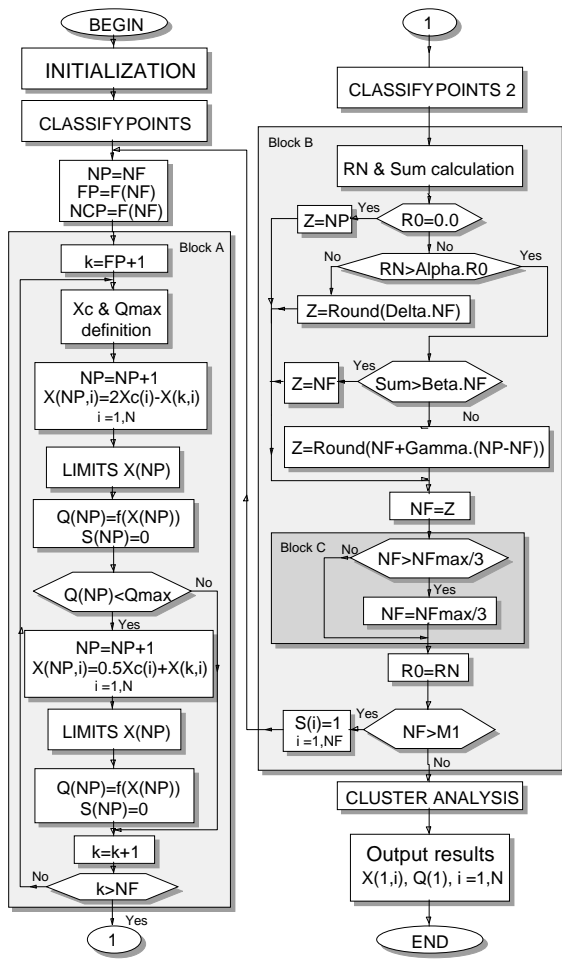 BEGIN
INITIALIZATION
CLASSIFY POINTS
NP=NF
FP=F(NF)
NCP=F(NF)
Block A
k=FP+1
Xc & Qmax
definition
NP=NP+1
X(NP,i)=2Xc(i)-X(k,i)
i =1,N
LIMITS X(NP)
Q(NP)=f(X(NP))
S(NP)=0
Q(NP)<Qmax
No
Yes
NP=NP+1
X(NP,i)=0.5Xc(i)+X(k,i)
i =1,N
LIMITS X(NP)
Q(NP)=f(X(NP))
S(NP)=0
k=k+1
No
k>NF
Yes
1
1
CLASSIFY POINTS 2
Block B
RN & Sum calculation
Z=NP
Yes
R0=0.0
No
No
RN>Alpha.R0
Yes
Z=Round(Delta.NF)
Z=NF
Yes
Sum>Beta.NF
No
Z=Round(NF+Gamma.(NP-NF))
NF=Z
Block C
No
NF>NFmax/3
Yes
NF=NFmax/3
R0=RN
S(i)=1
i =1,NF
Yes
NF>M1
No
CLUSTER ANALYSIS
Output results
X(1,i), Q(1), i =1,N
END